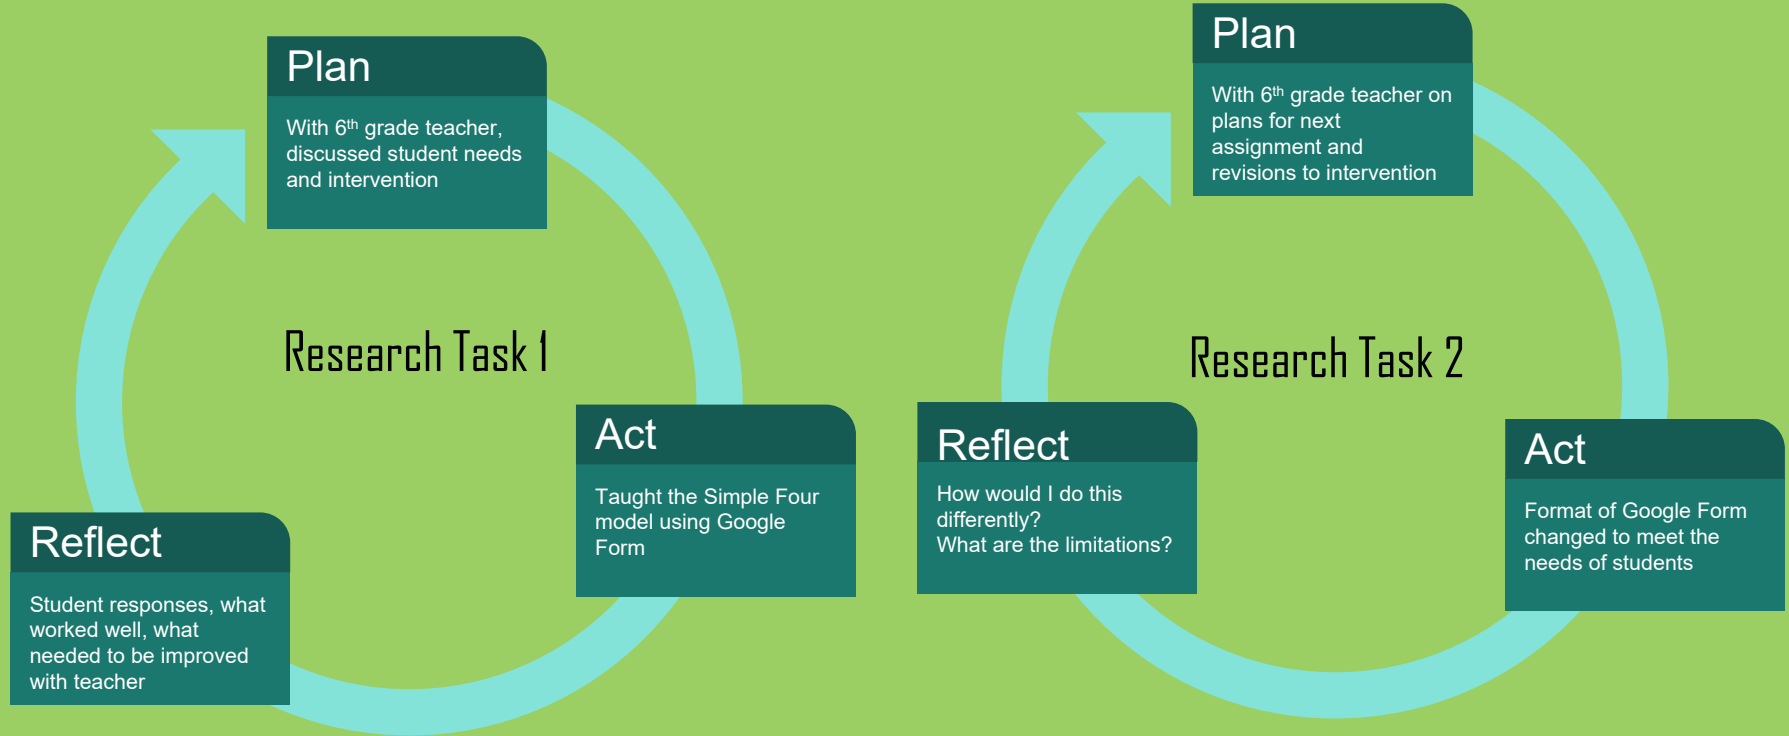 Plan
With 6th grade teacher,
discussed student needs
and intervention
Research Task 1
Act
Taught the Simple Four
model using Google
Form
Reflect
Student responses, what
worked well, what
needed to be improved
with teacher
Plan
With 6th grade teacher on
plans for next
assignment and
revisions to intervention
Research Task 2
Act
Format of Google Form
changed to meet the
needs of students
Reflect
How would I do this
differently?
What are the limitations?